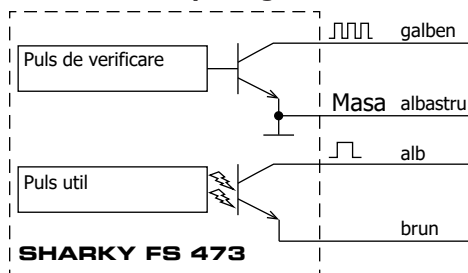 galben
Puls de verificare
Masa albastru
alb
Puls util
brun
SHARKY FS 473